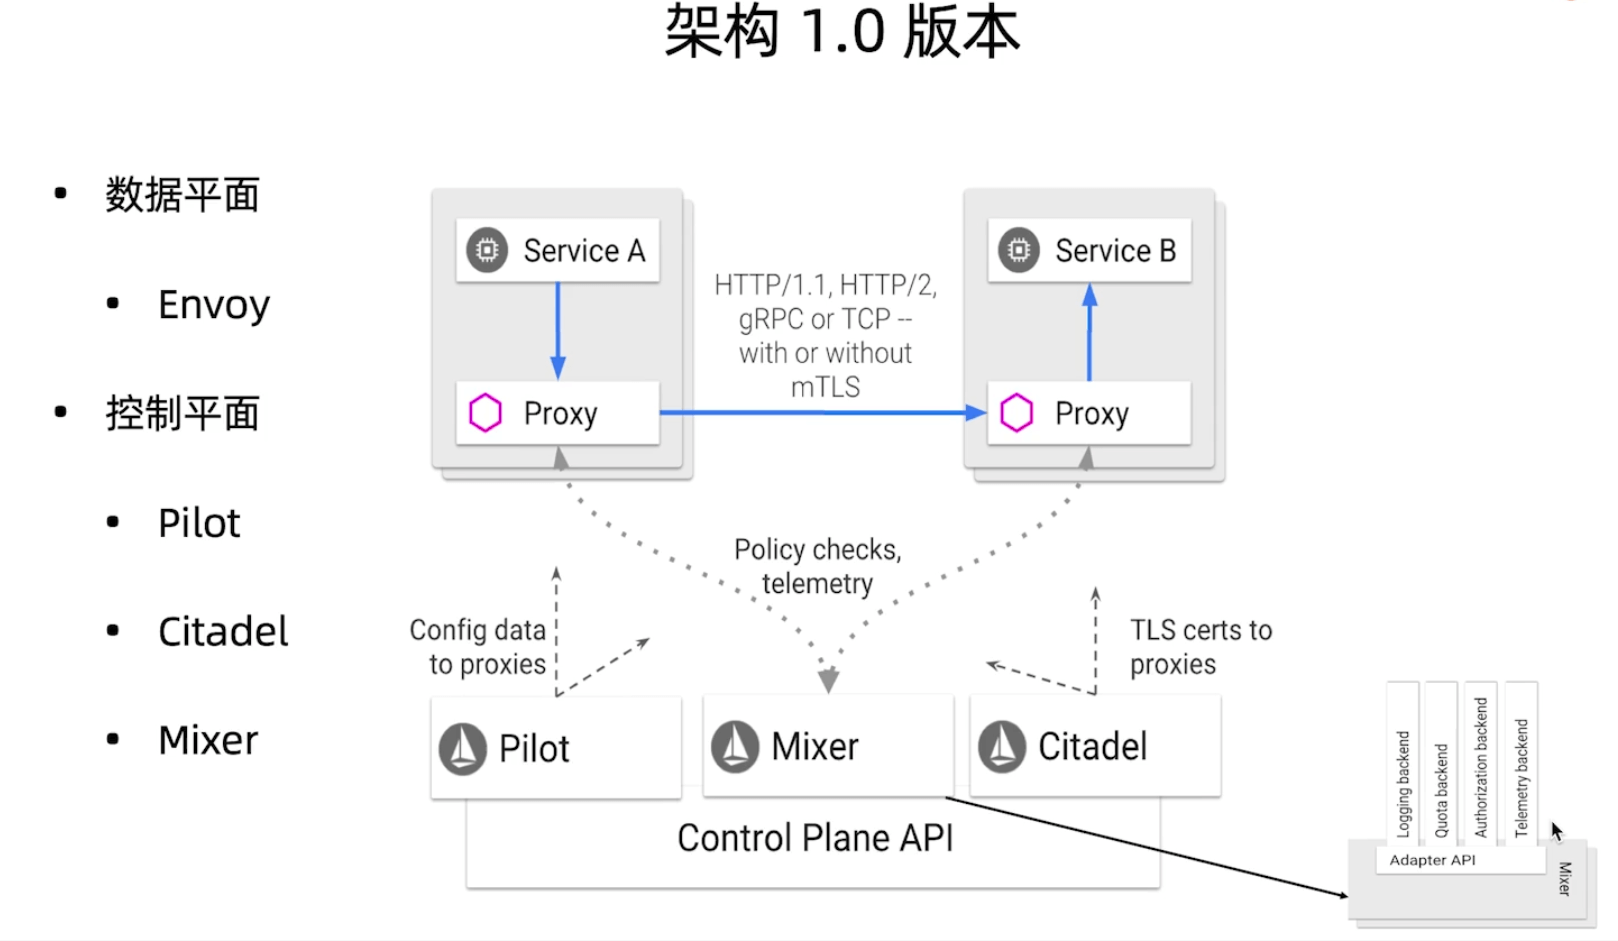 架构 1.0 版本
• 数据平面
• Envoy
• 控制平面
• Pilot
• Citadel
• Mixer
Service A
Proxy
HTTP/1.1, HTTP/2,
gRPC or TCP --
with or without
mTLS
Service B
Proxy
Policy checks,
telemetry
Config data
to proxies
TLS certs to
proxies
Pilot
Mixer
Citadel
Control Plane API
Logging backend
Quota backend
Authorization backend
Telemetry backend
Adapter API
Mixer